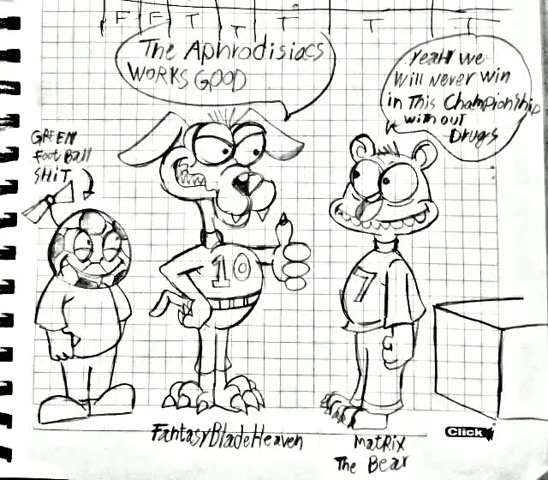 F F T T T T T
The Aphrodisiacs
WORKS GOOD
Yeah we
Will never win
in This Championship
without
Drugs
GREEN
Foot Ball
SHIT
10
7
FantasyBladeHeaven
Matrix
The Bear
Click